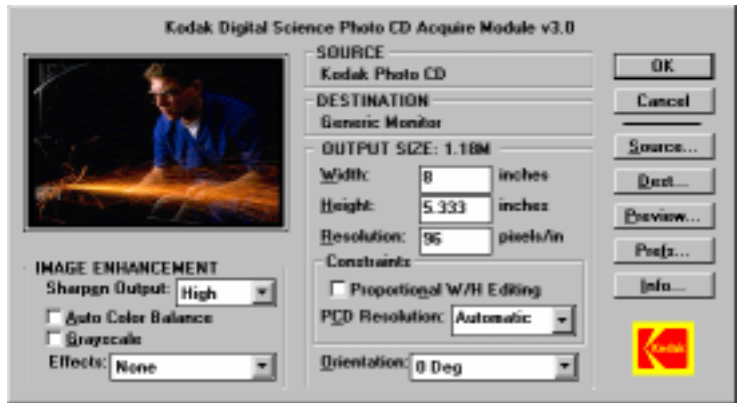 Kodak Digital Science Photo CD Acquire Module v3.0
SOURCE
Kodak Photo CD
DESTINATION
Generic Monitor
OUTPUT SIZE: 1.18M
Width: 8 inches
Height: 5.333 inches
Resolution: 96 pixels/in
Constraints
Proportional W/H Editing
PCD Resolution: Automatic
Orientation: 0 Deg
IMAGE ENHANCEMENT
Sharpen Output: High
Auto Color Balance
Grayscale
Effects: None
OK
Cancel
Source...
Dest...
Preview...
Prefs...
Info...
Kodak